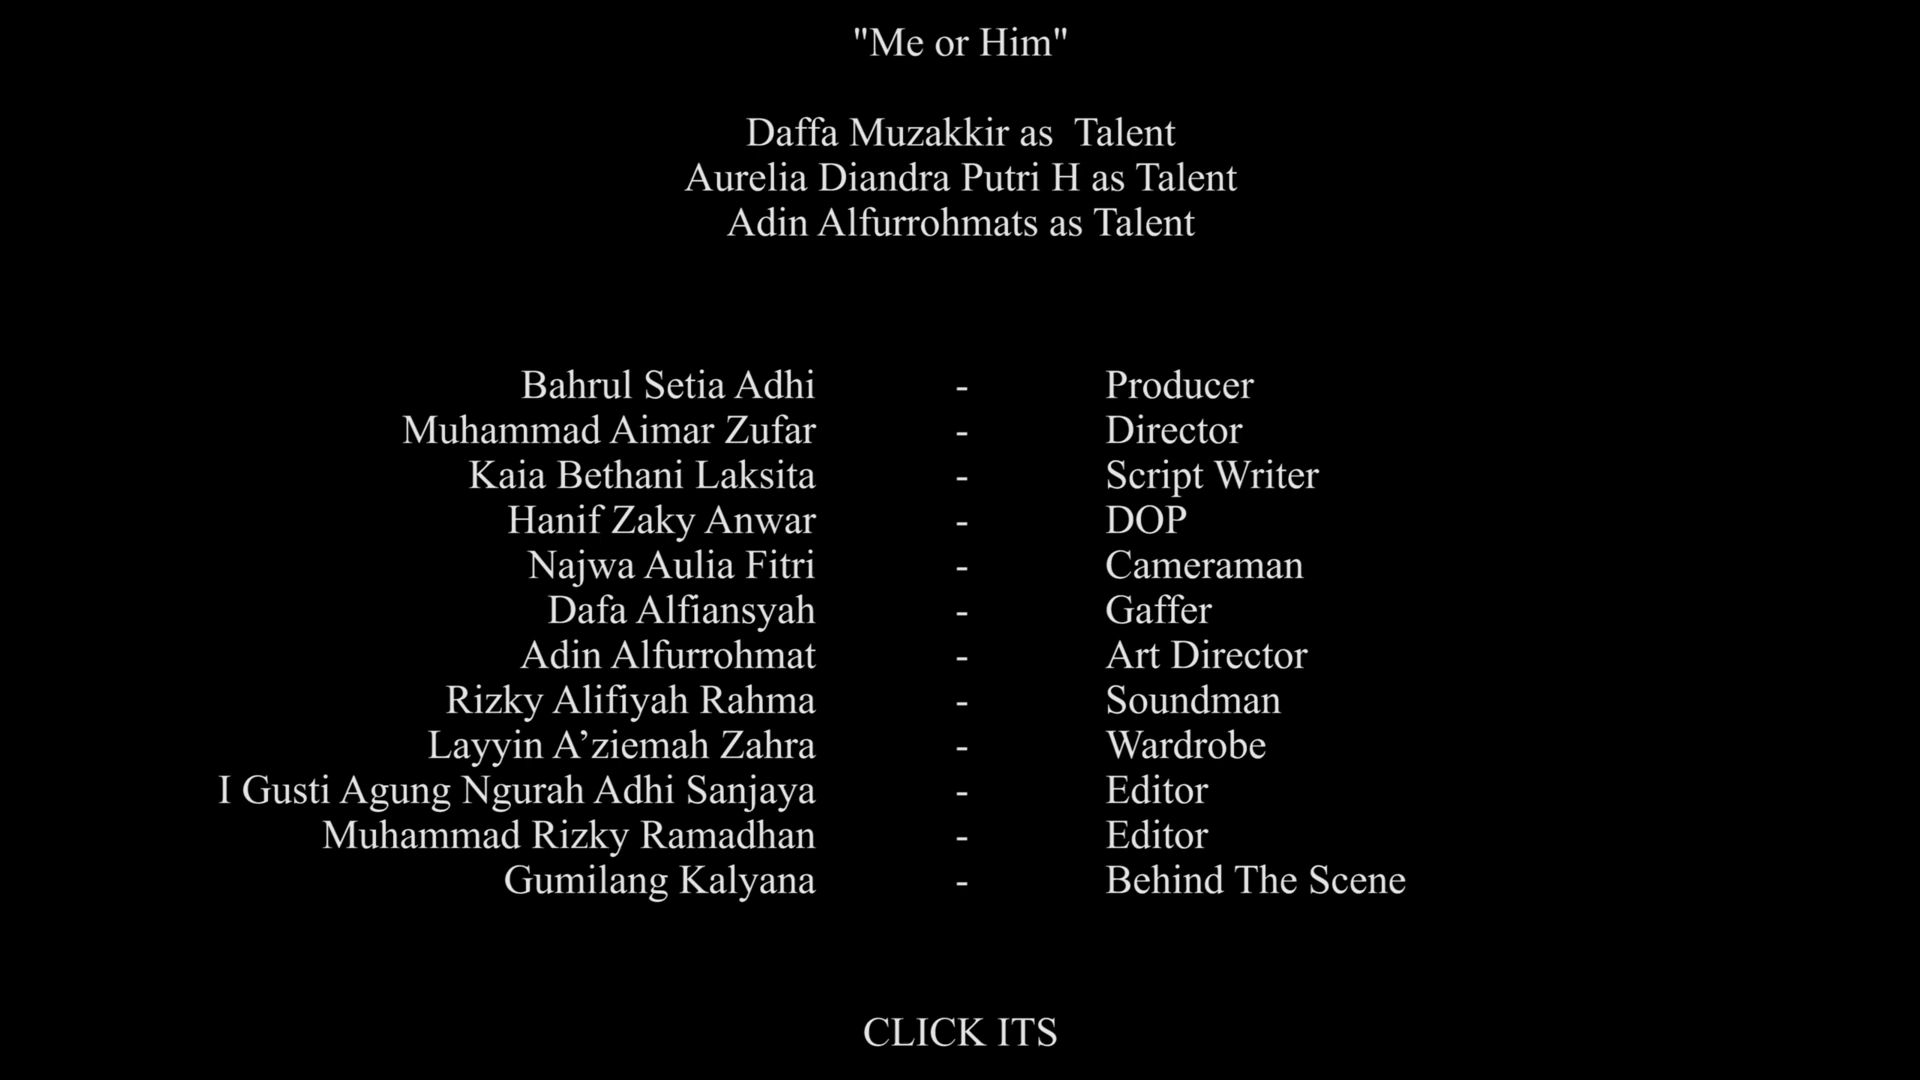 "Me or Him"
Daffa Muzakkir as  Talent
Aurelia Diandra Putri H as Talent
Adin Alfurrohmats as Talent
Bahrul Setia Adhi - Producer
Muhammad Aimar Zufar - Director
Kaia Bethani Laksita - Script Writer
Hanif Zaky Anwar - DOP
Najwa Aulia Fitri - Cameraman
Dafa Alfiansyah - Gaffer
Adin Alfurrohmat - Art Director
Rizky Alifiyah Rahma - Soundman
Layyin A’ziemah Zahra - Wardrobe
I Gusti Agung Ngurah Adhi Sanjaya - Editor
Muhammad Rizky Ramadhan - Editor
Gumilang Kalyana - Behind The Scene
CLICK ITS